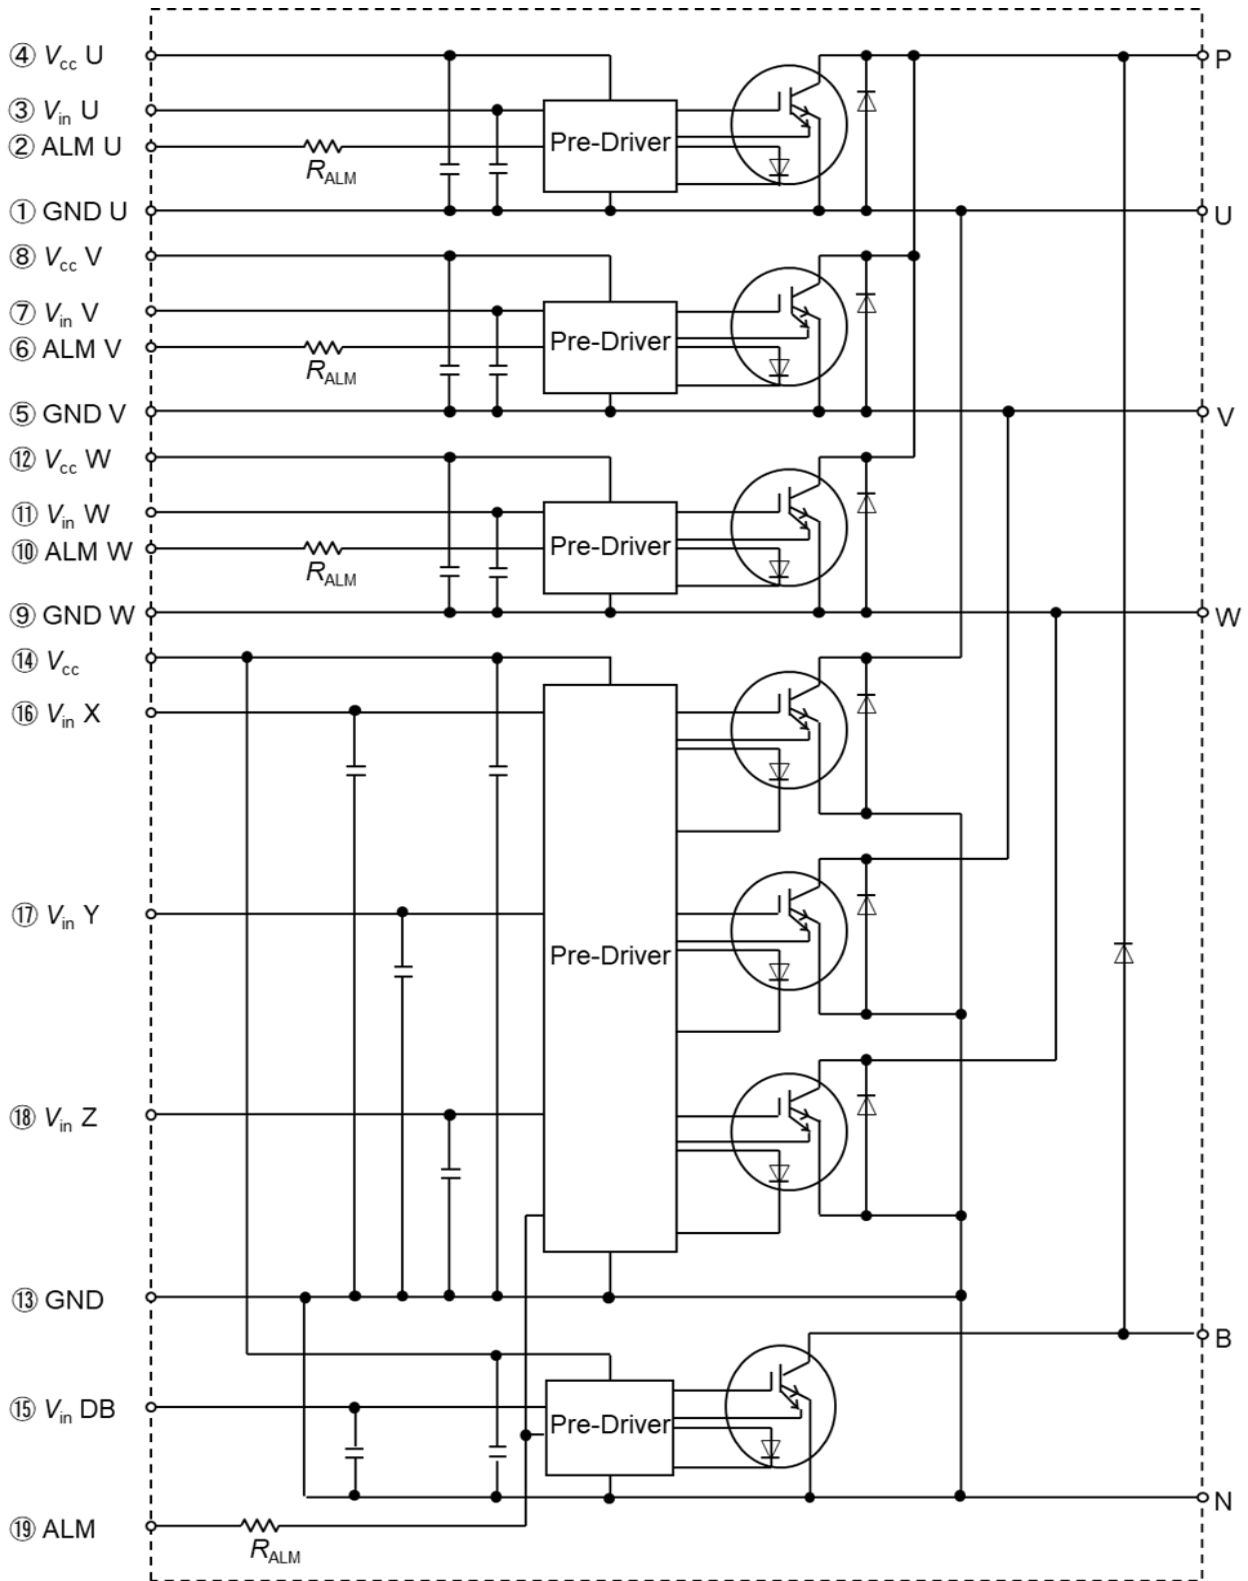 ④ Vcc U
P
③ Vin U
② ALM U
Pre-Driver
RALM
① GND U
U
⑧ Vcc V
⑦ Vin V
⑥ ALM V
Pre-Driver
RALM
⑤ GND V
V
⑫ Vcc W
⑪ Vin W
⑩ ALM W
Pre-Driver
RALM
⑨ GND W
W
⑭ Vcc
⑯ Vin X
⑰ Vin Y
Pre-Driver
⑱ Vin Z
⑬ GND
B
⑮ Vin DB
Pre-Driver
N
⑲ ALM
RALM